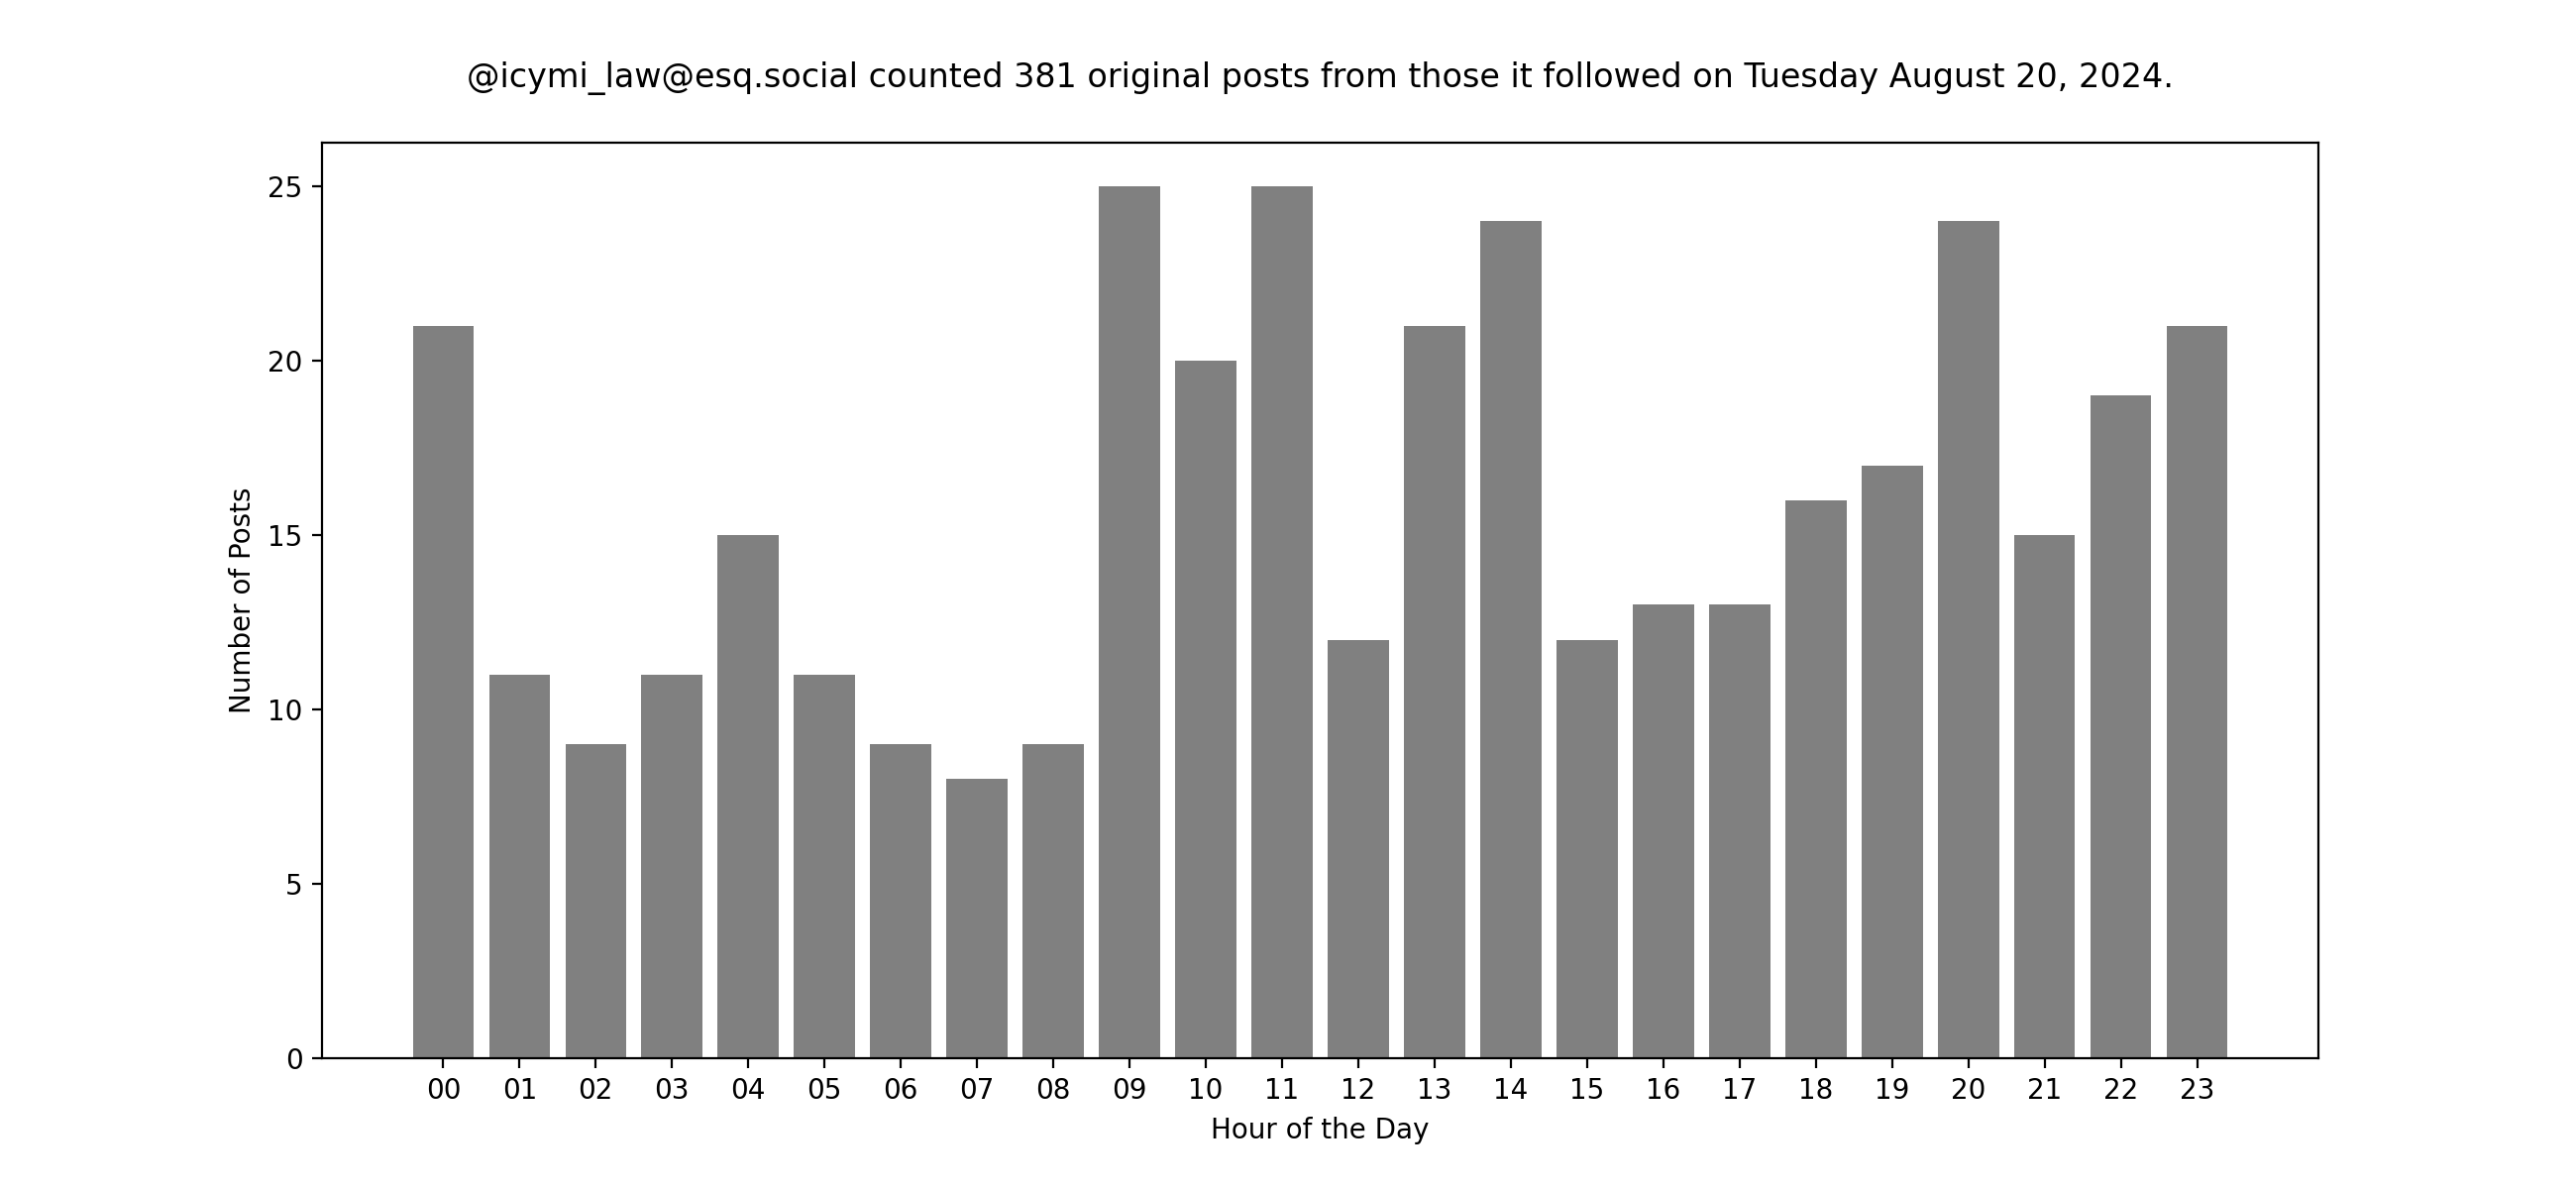 @icymi_law@esq.social counted 381 original posts from those it followed on Tuesday August 20, 2024.
25
20
15
10
5
0
Number of Posts
00 01 02 03 04 05 06 07 08 09 10 11 12 13 14 15 16 17 18 19 20 21 22 23
Hour of the Day